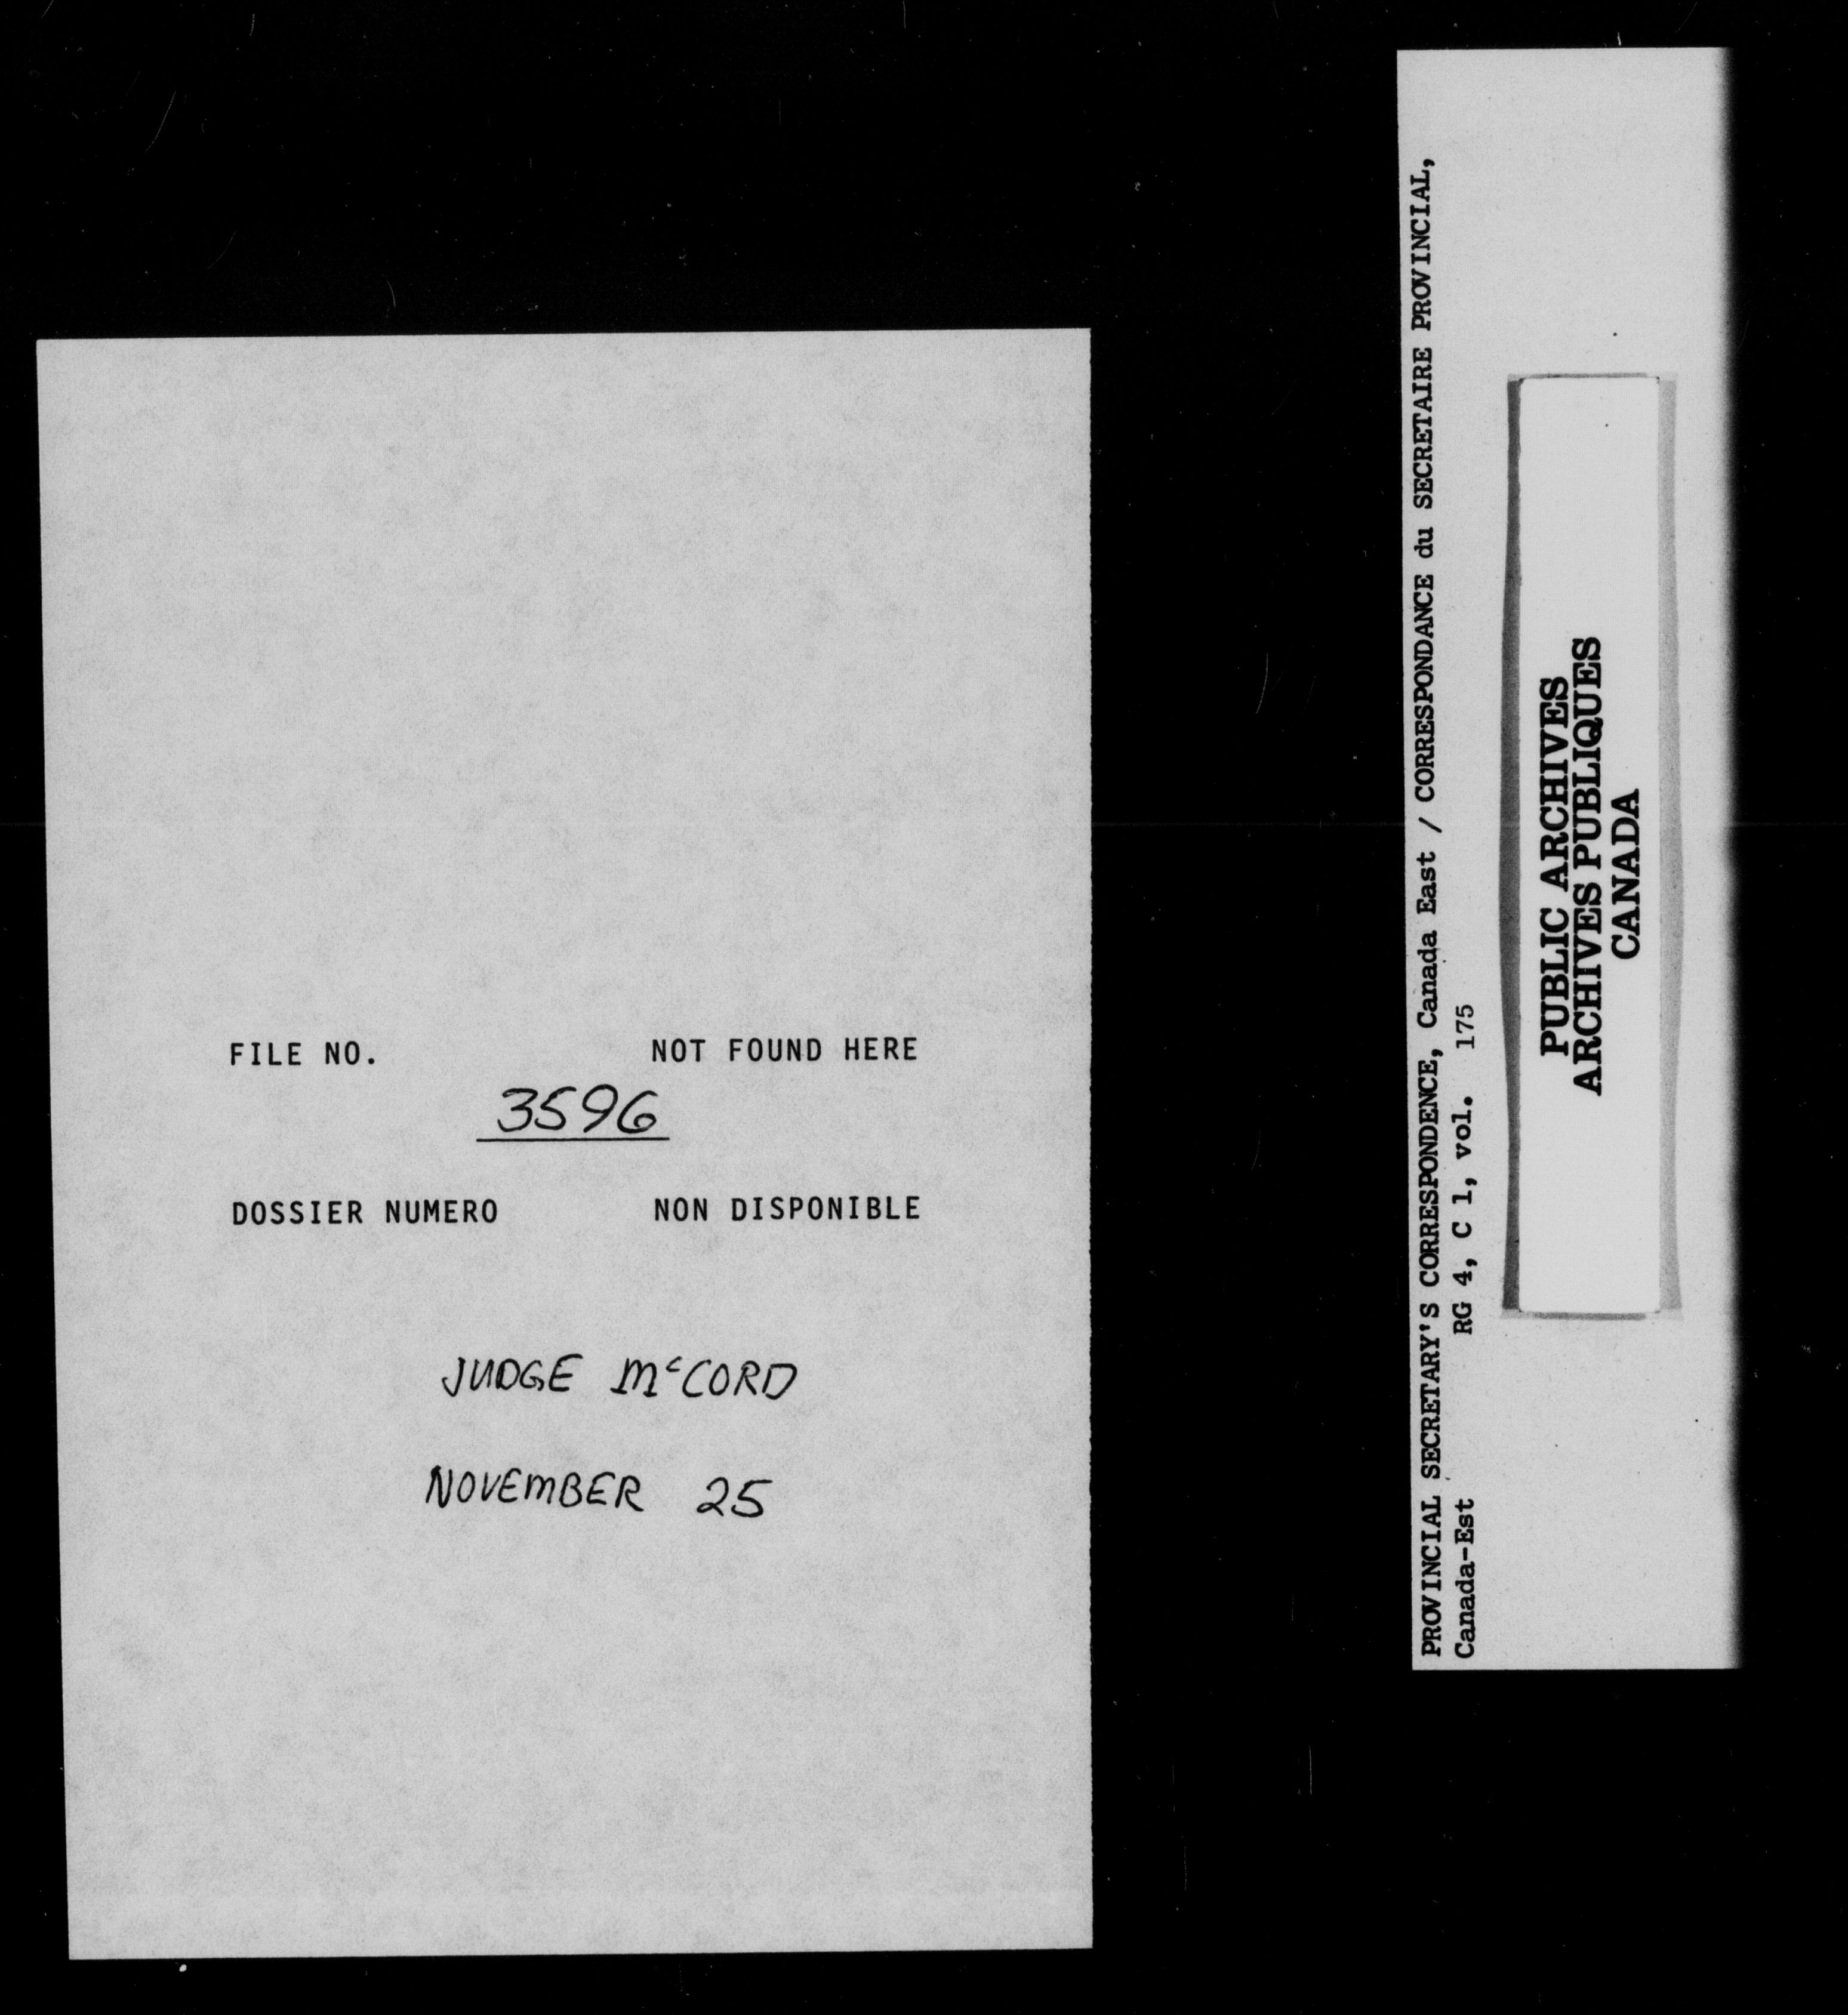 FILE NO. NOT FOUND HERE
3596
DOSSIER NUMERO NON DISPONIBLE
JUDGE McCORD
NOVEMBER 25
PROVINCIAL SECRETARY'S CORRESPONDENCE, Canada East / CORRESPONDANCE du SECRETAIRE PROVINCIAL,
Canada-Est RG 4, C 1, vol. 175
PUBLIC ARCHIVES
ARCHIVES PUBLIQUES
CANADA